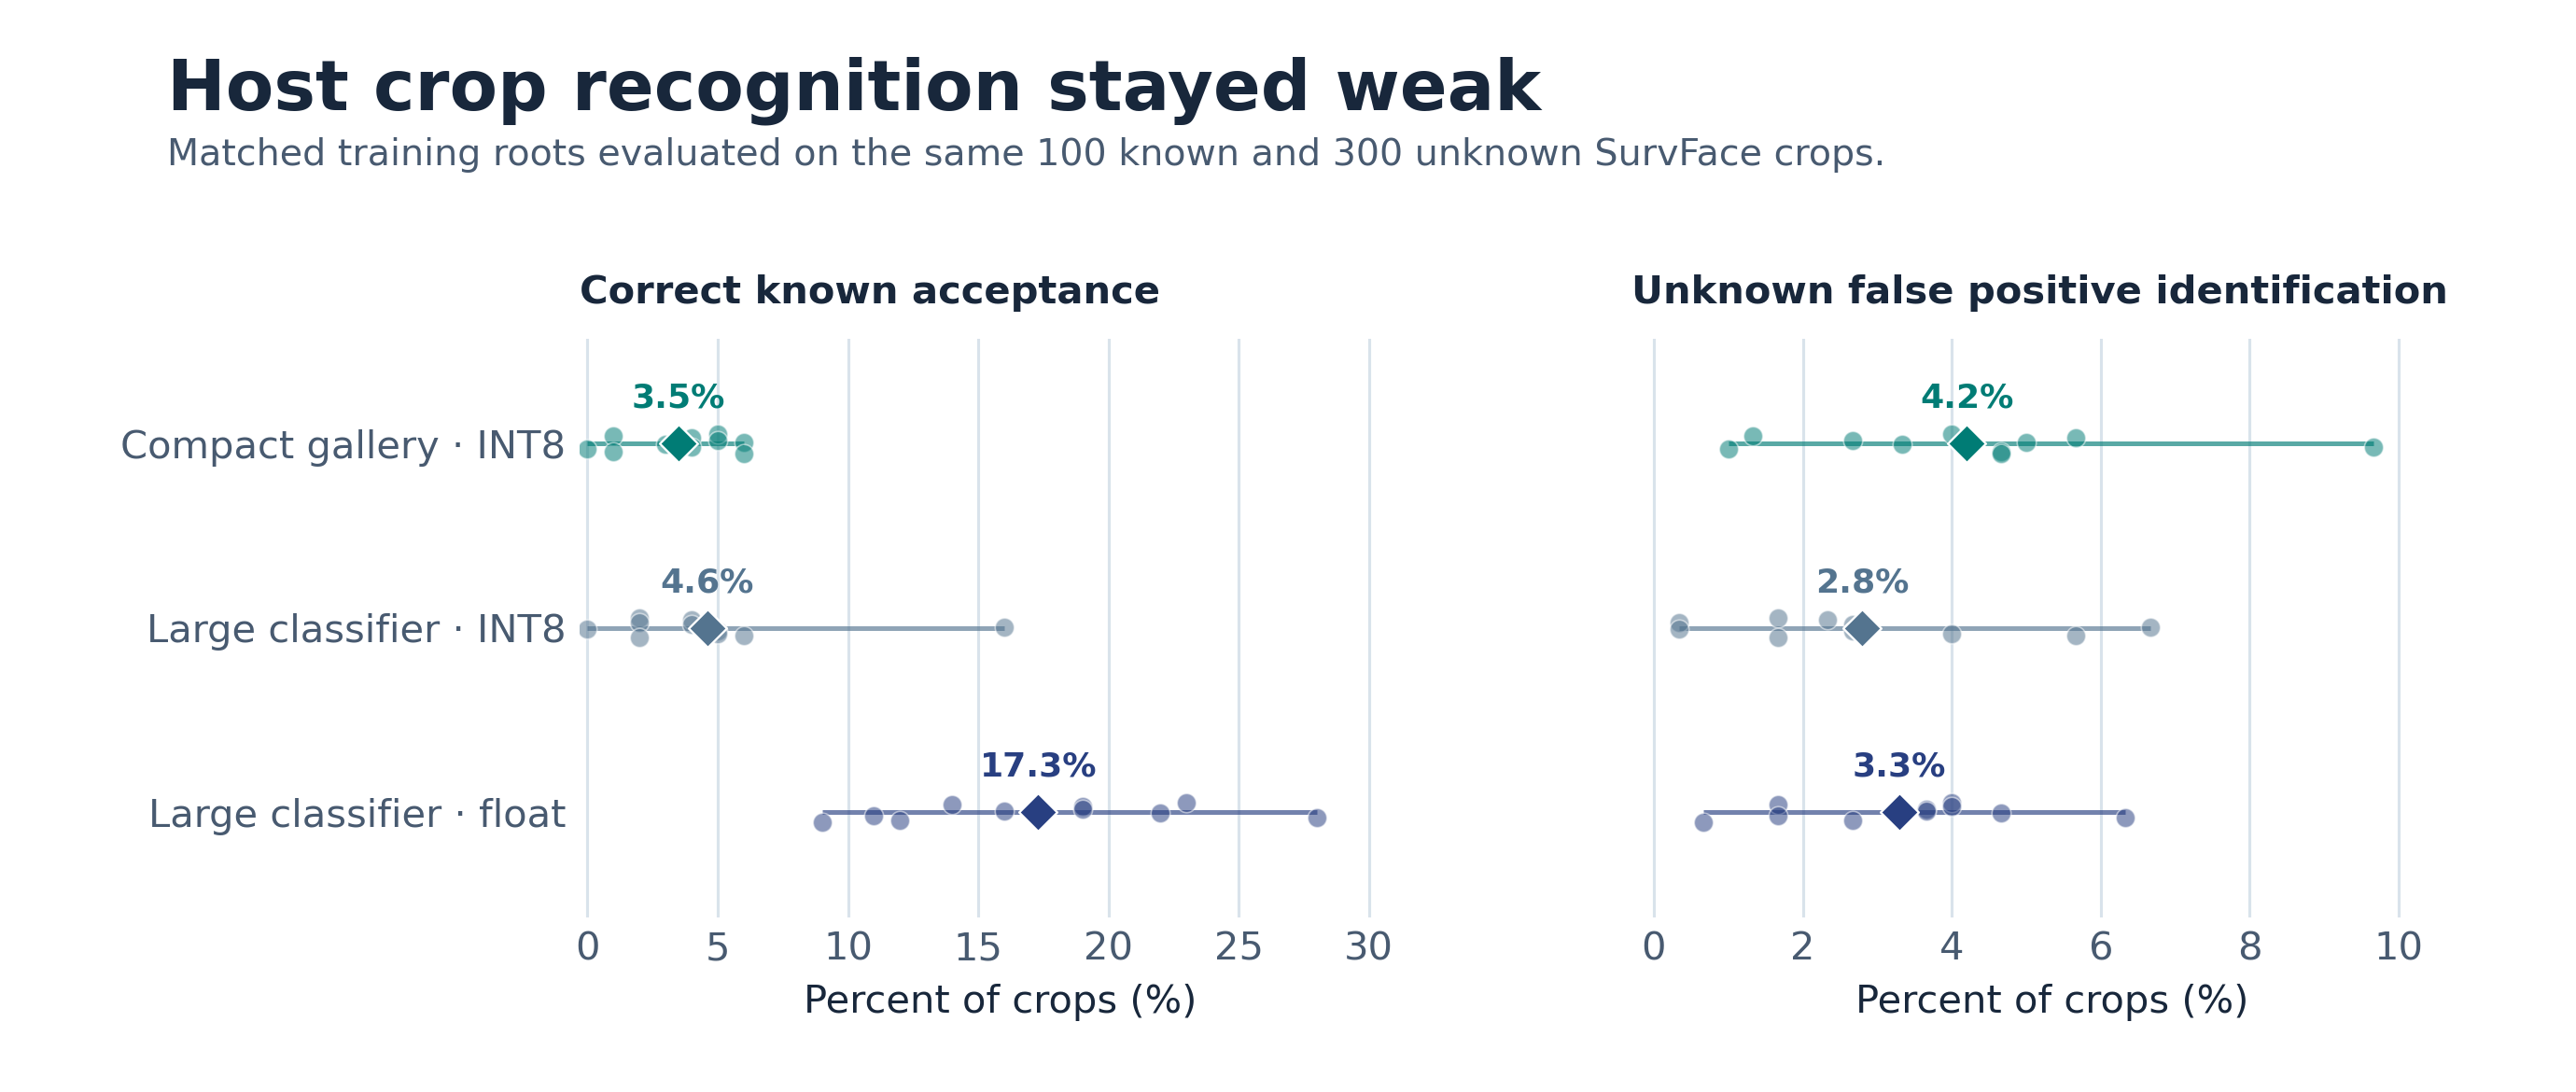 Host crop recognition stayed weak
Matched training roots evaluated on the same 100 known and 300 unknown SurvFace crops.
Correct known acceptance
Unknown false positive identification
Compact gallery · INT8
3.5%
4.2%
Large classifier · INT8
4.6%
2.8%
Large classifier · float
17.3%
3.3%
0 5 10 15 20 25 30
0 2 4 6 8 10
Percent of crops (%)
Percent of crops (%)